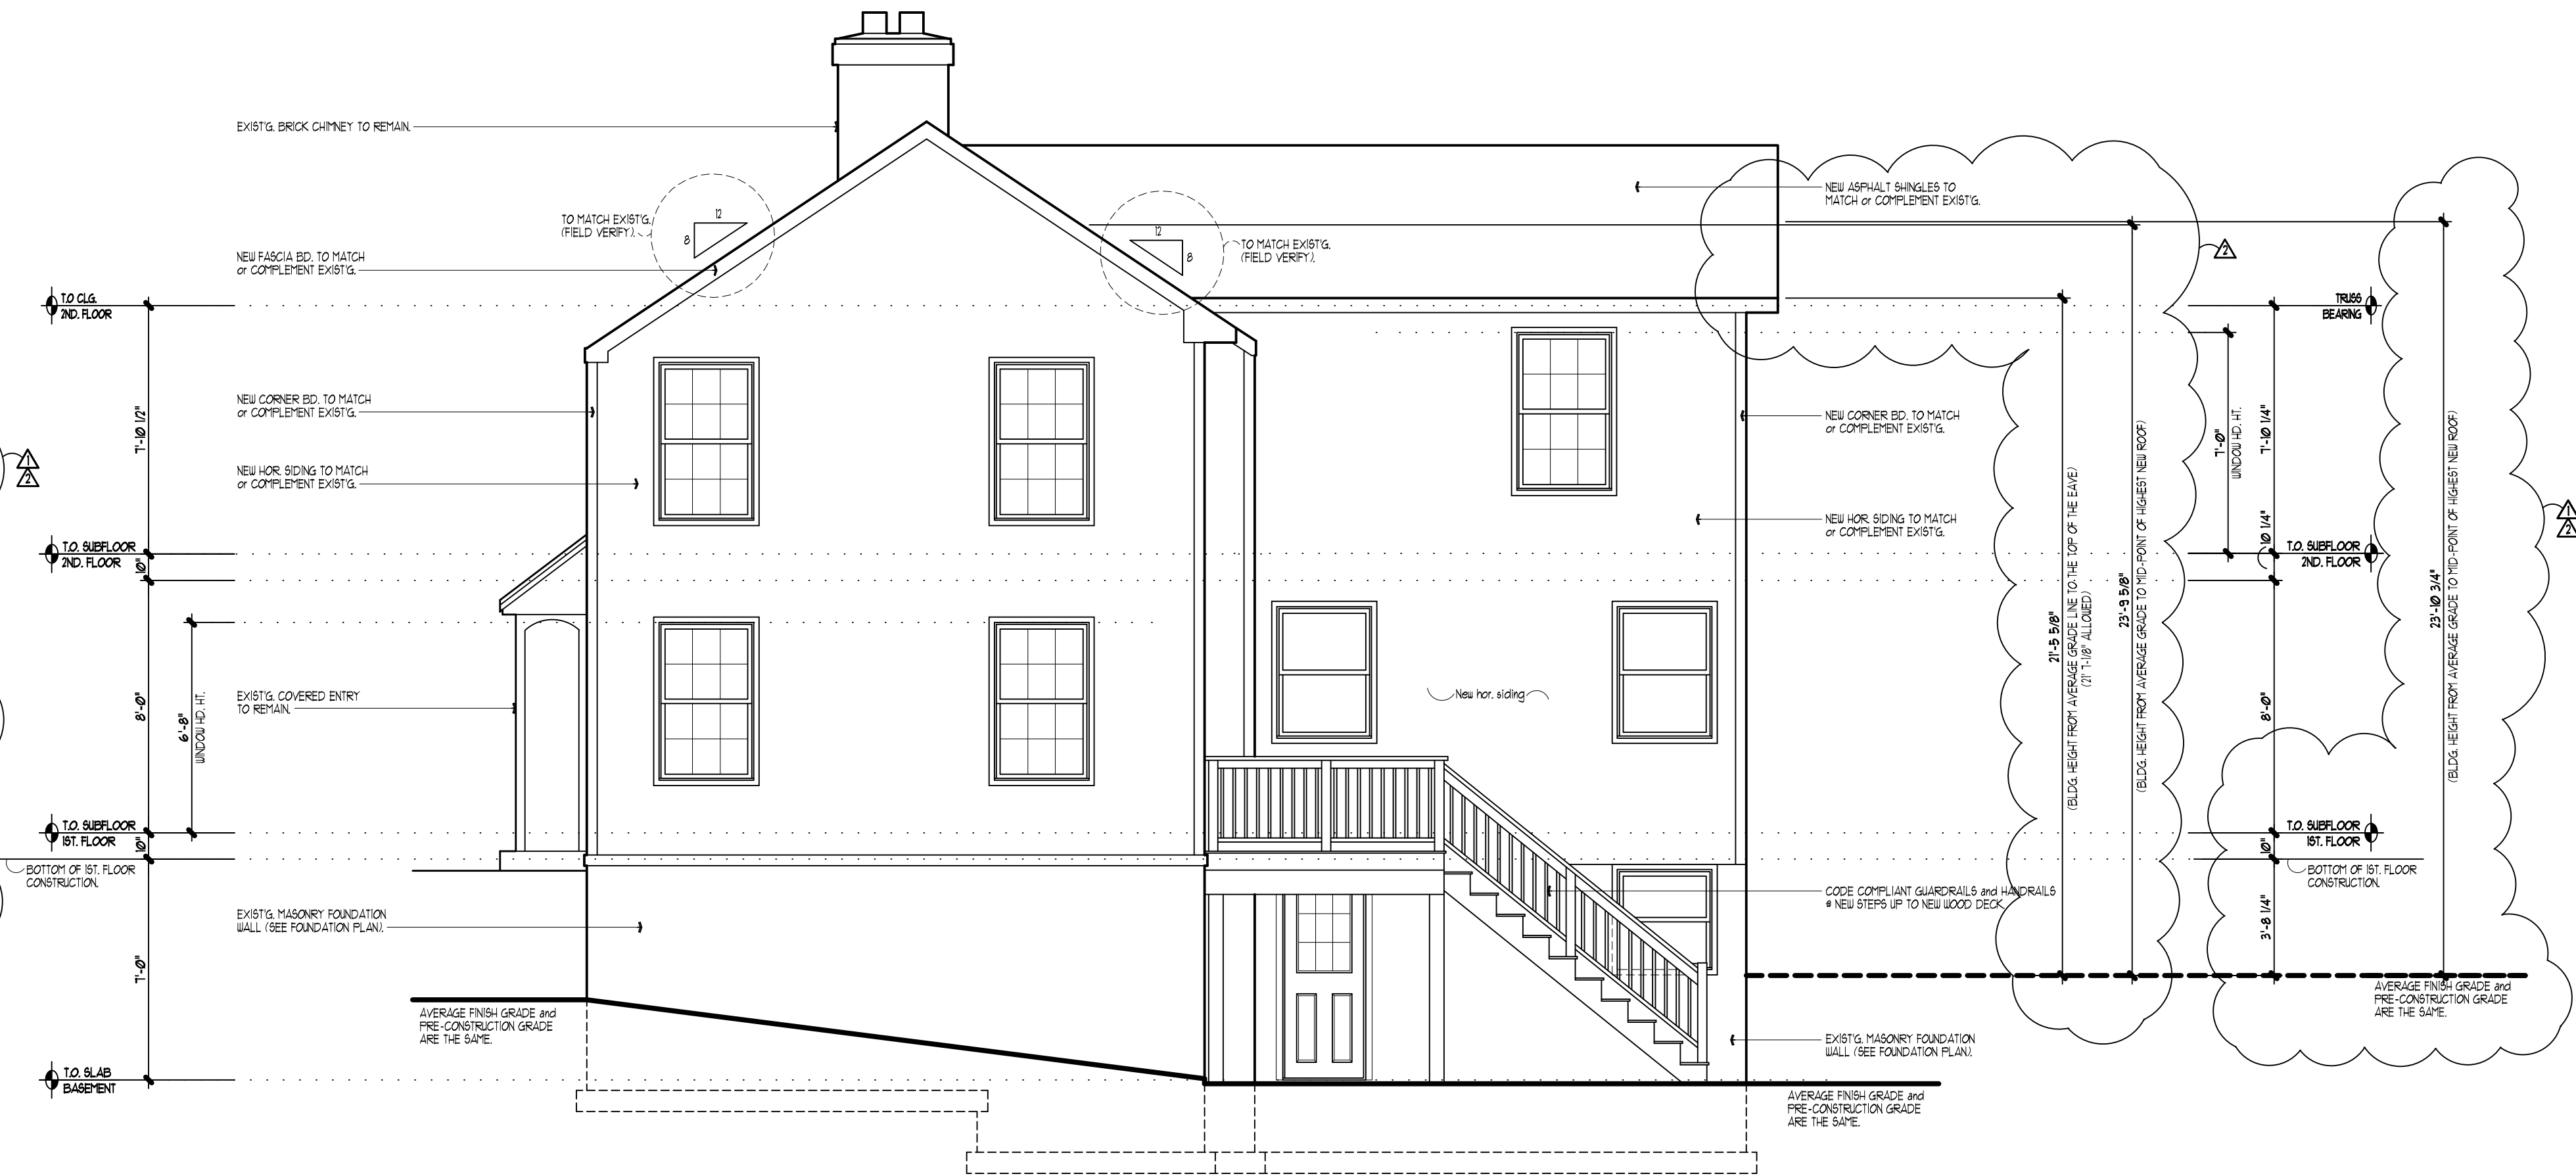 EXIST'G. BRICK CHIMNEY TO REMAIN.
TO MATCH EXIST'G.
(FIELD VERIFY).
12
8
12
8
TO MATCH EXIST'G.
(FIELD VERIFY).
NEW ASPHALT SHINGLES TO
MATCH or COMPLEMENT EXIST'G.
2
NEW FASCIA BD. TO MATCH
or COMPLEMENT EXIST'G.
T.O CLG.
2ND. FLOOR
TRUSS
BEARING
NEW CORNER BD. TO MATCH
or COMPLEMENT EXIST'G.
NEW CORNER BD. TO MATCH
or COMPLEMENT EXIST'G.
7'-10 1/2"
1
2
NEW HOR. SIDING TO MATCH
or COMPLEMENT EXIST'G.
NEW HOR. SIDING TO MATCH
or COMPLEMENT EXIST'G.
7'-0"
WINDOW HD. HT.
7'-10 1/4"
1
2
T.O. SUBFLOOR
2ND. FLOOR
10"
10 1/4"
T.O. SUBFLOOR
2ND. FLOOR
21'-5 5/8"
(BLDG. HEIGHT FROM AVERAGE GRADE LINE TO THE TOP OF THE EAVE)
(21' 7-1/8" ALLOWED)
23'-9 5/8"
(BLDG. HEIGHT FROM AVERAGE GRADE TO MID-POINT OF HIGHEST NEW ROOF)
23'-10 3/4"
(BLDG. HEIGHT FROM AVERAGE GRADE TO MID-POINT OF HIGHEST NEW ROOF)
EXIST'G. COVERED ENTRY
TO REMAIN.
8'-0"
6'-8"
WINDOW HD. HT.
New hor. siding
8'-0"
T.O. SUBFLOOR
1ST. FLOOR
10"
T.O. SUBFLOOR
1ST. FLOOR
10"
BOTTOM OF 1ST. FLOOR
CONSTRUCTION.
BOTTOM OF 1ST. FLOOR
CONSTRUCTION.
CODE COMPLIANT GUARDRAILS and HANDRAILS
@ NEW STEPS UP TO NEW WOOD DECK.
EXIST'G. MASONRY FOUNDATION
WALL (SEE FOUNDATION PLAN).
7'-0"
3'-8 1/4"
AVERAGE FINISH GRADE and
PRE-CONSTRUCTION GRADE
ARE THE SAME.
AVERAGE FINISH GRADE and
PRE-CONSTRUCTION GRADE
ARE THE SAME.
EXIST'G. MASONRY FOUNDATION
WALL (SEE FOUNDATION PLAN).
T.O. SLAB
BASEMENT
AVERAGE FINISH GRADE and
PRE-CONSTRUCTION GRADE
ARE THE SAME.